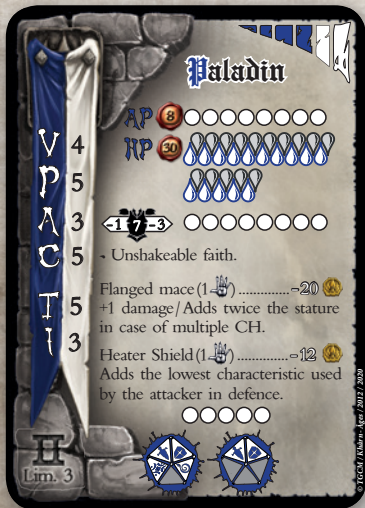 Paladin
AP 8
HP 30
-1 7 -3
V 4
P 5
A 3
C 5
T 5
I 3
- Unshakeable faith.
Flanged mace (1 ) ..............-20
+1 damage/Adds twice the stature
in case of multiple CH.
Heater Shield (1 ) ..............-12
Adds the lowest characteristic used
by the attacker in defence.
II
Lim. 3
© TGCM / Khârn-Âges / 2012 / 2020